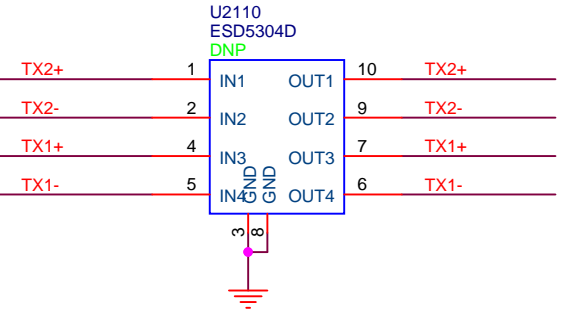 U2110
ESD5304D
DNP
TX2+ 1 IN1 OUT1 10 TX2+
TX2- 2 IN2 OUT2 9 TX2-
TX1+ 4 IN3 OUT3 7 TX1+
TX1- 5 IN4 OUT4 6 TX1-
GND GND
3 8